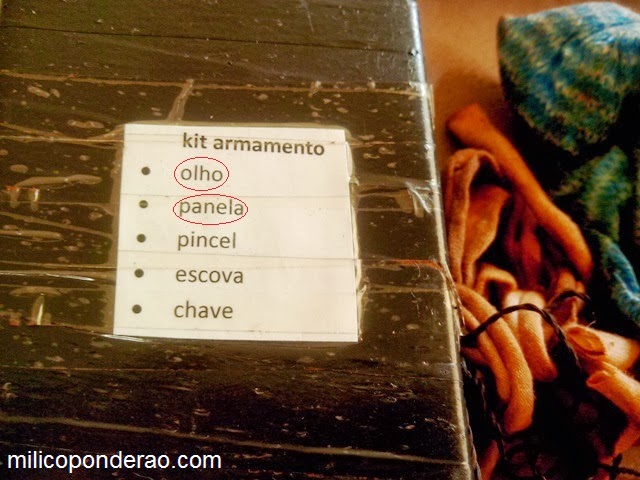 kit armamento
• olho
• panela
• pincel
• escova
• chave
milicoponderao.com